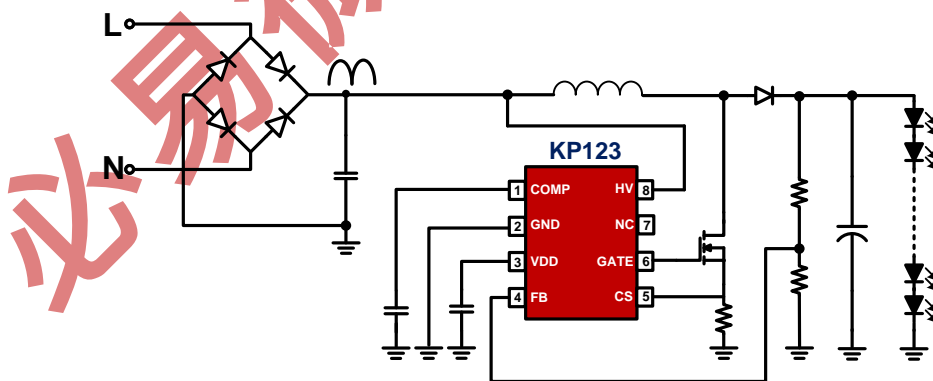 必易
L
N
KP123
1 COMP HV 8
2 GND NC 7
3 VDD GATE 6
4 FB CS 5